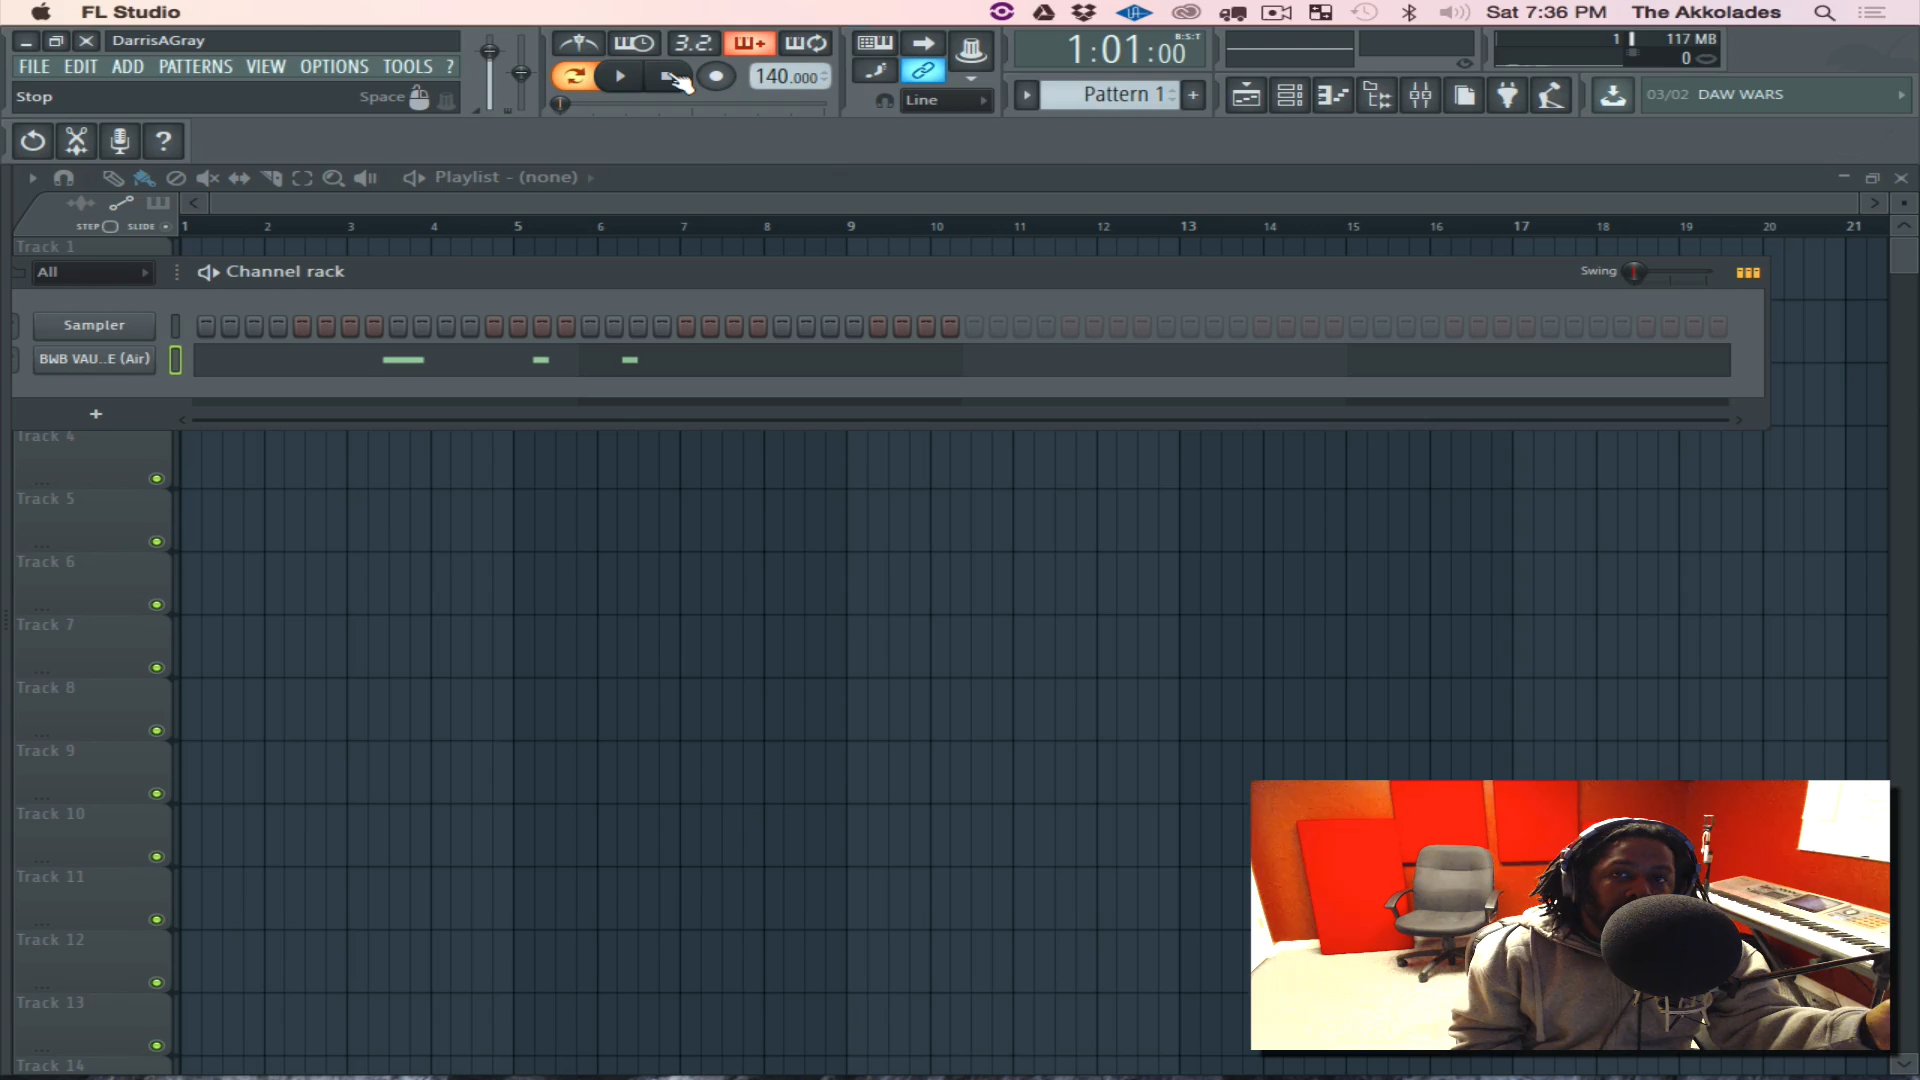 FL Studio
Sat 7:36 PM
The Akkolades
DarrisAGray
FILE EDIT ADD PATTERNS VIEW OPTIONS TOOLS ?
Stop
Space
3.2.
140.000
Line
1:01:00
B:S:T
Pattern 1
+
1
117 MB
0
03/02 DAW WARS
?
Playlist - (none)
STEP
SLIDE
1 2 3 4 5 6 7 8 9 10 11 12 13 14 15 16 17 18 19 20 21
Track 1
All
Channel rack
Swing
Sampler
BWB VAU..E (Air)
+
Track 4
Track 5
Track 6
Track 7
Track 8
Track 9
Track 10
Track 11
Track 12
Track 13
Track 14